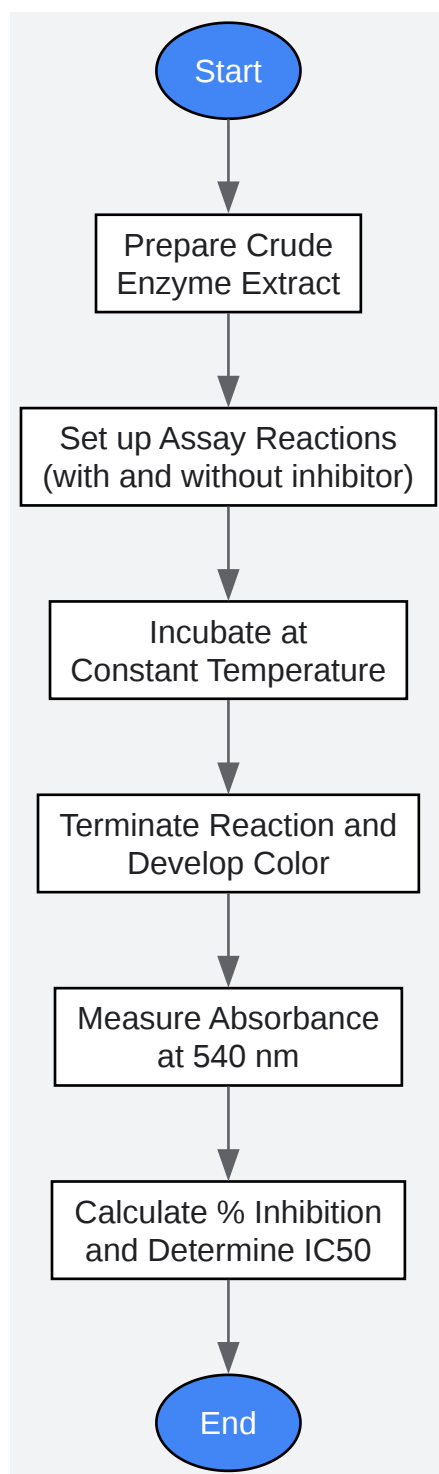 Start
Prepare Crude
Enzyme Extract
Set up Assay Reactions
(with and without inhibitor)
Incubate at
Constant Temperature
Terminate Reaction and
Develop Color
Measure Absorbance
at 540 nm
Calculate % Inhibition
and Determine IC50
End